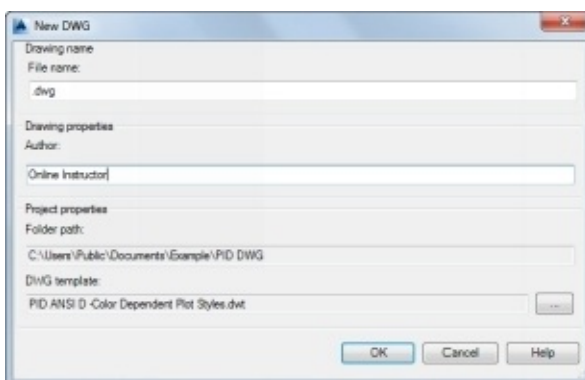 New DWG
Drawing name
File name:
.dwg
Drawing properties
Author:
Online Instructor
Project properties
Folder path:
C:\Users\Public\Documents\Example\PID DWG
DWG template:
PID ANSI D -Color Dependent Plot Styles.dwt
...
OK Cancel Help